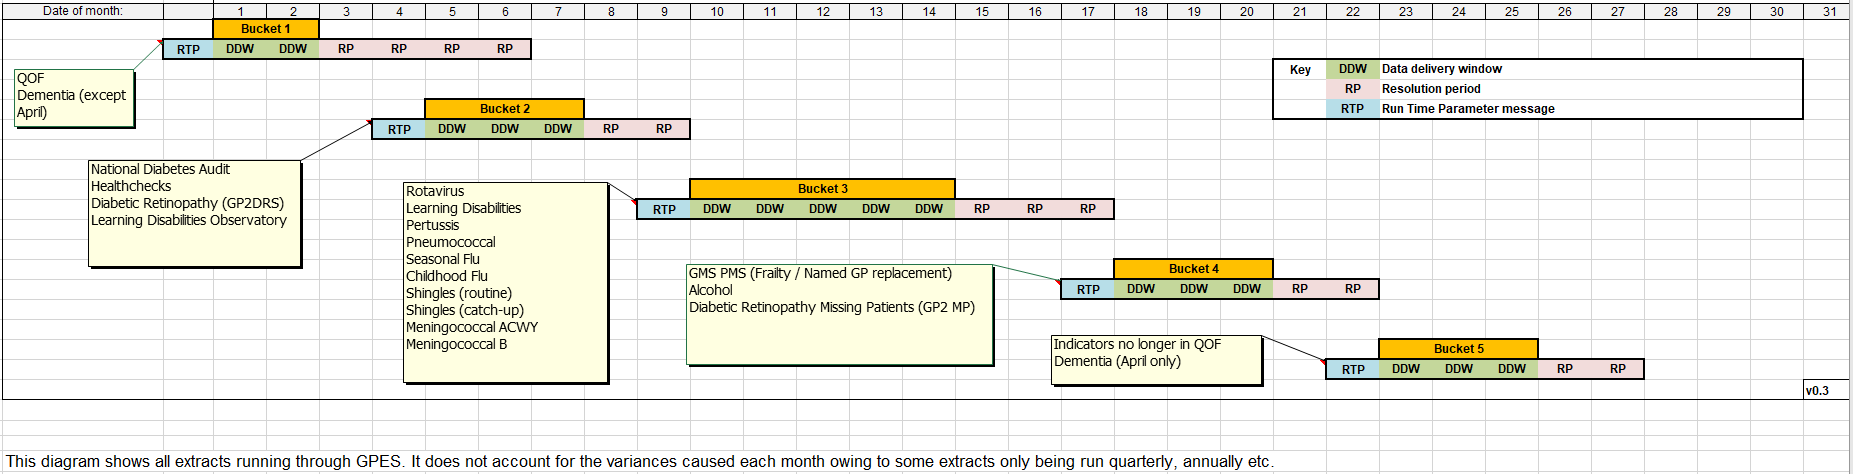 Date of month: 1 2 3 4 5 6 7 8 9 10 11 12 13 14 15 16 17 18 19 20 21 22 23 24 25 26 27 28 29 30 31
Bucket 1
RTP DDW DDW RP RP RP RP
QOF
Dementia (except
April)
Key DDW Data delivery window
RP Resolution period
RTP Run Time Parameter message
Bucket 2
RTP DDW DDW DDW RP RP
National Diabetes Audit
Healthchecks
Diabetic Retinopathy (GP2DRS)
Learning Disabilities Observatory
Bucket 3
RTP DDW DDW DDW DDW DDW RP RP RP
Rotavirus
Learning Disabilities
Pertussis
Pneumococcal
Seasonal Flu
Childhood Flu
Shingles (routine)
Shingles (catch-up)
Meningococcal ACWY
Meningococcal B
Bucket 4
RTP DDW DDW DDW RP RP
GMS PMS (Frailty / Named GP replacement)
Alcohol
Diabetic Retinopathy Missing Patients (GP2 MP)
Bucket 5
RTP DDW DDW DDW RP RP
Indicators no longer in QOF
Dementia (April only)
v0.3
This diagram shows all extracts running through GPES. It does not account for the variances caused each month owing to some extracts only being run quarterly, annually etc.